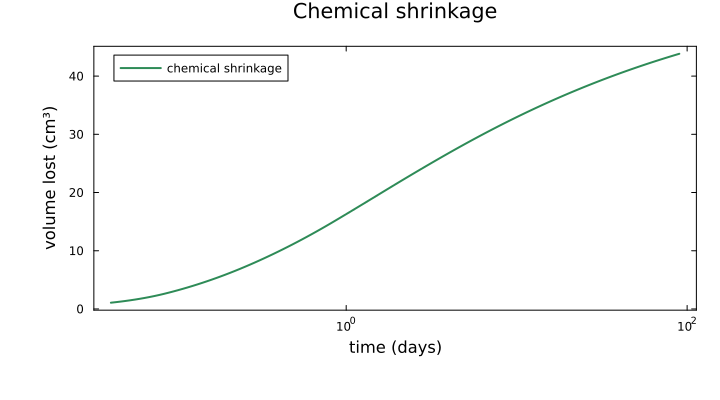 Chemical shrinkage
chemical shrinkage
volume lost (cm³)
40
30
20
10
0
10⁰
10²
time (days)